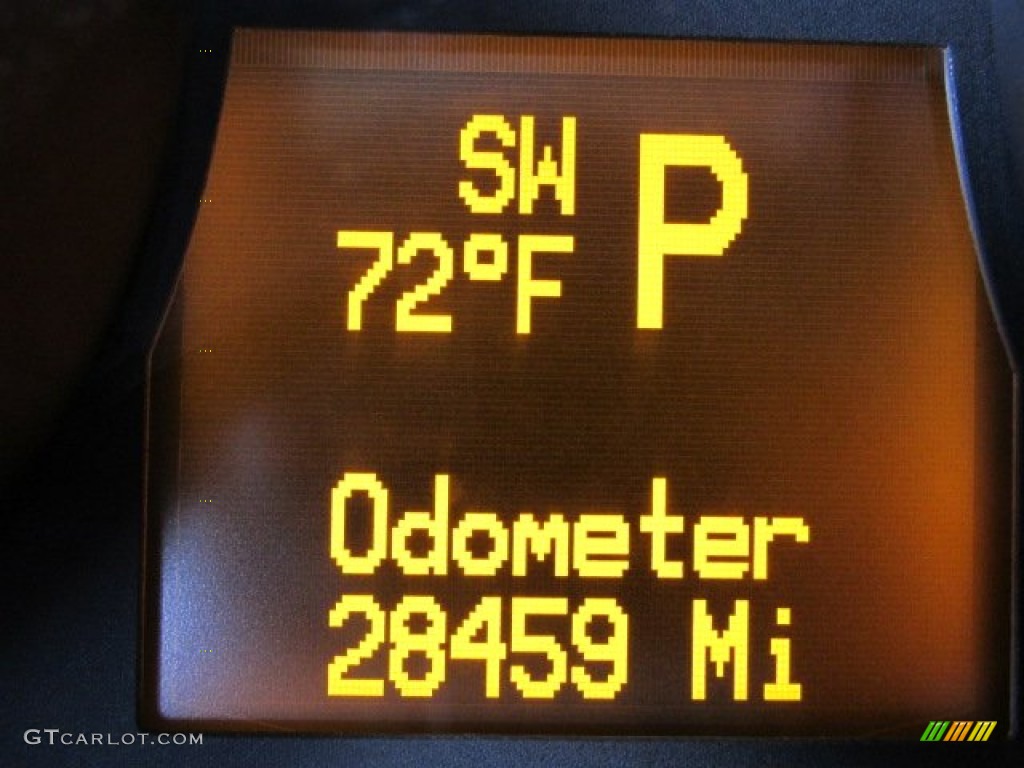 SW P
72°F
Odometer
28459 Mi
GTCARLOT.COM